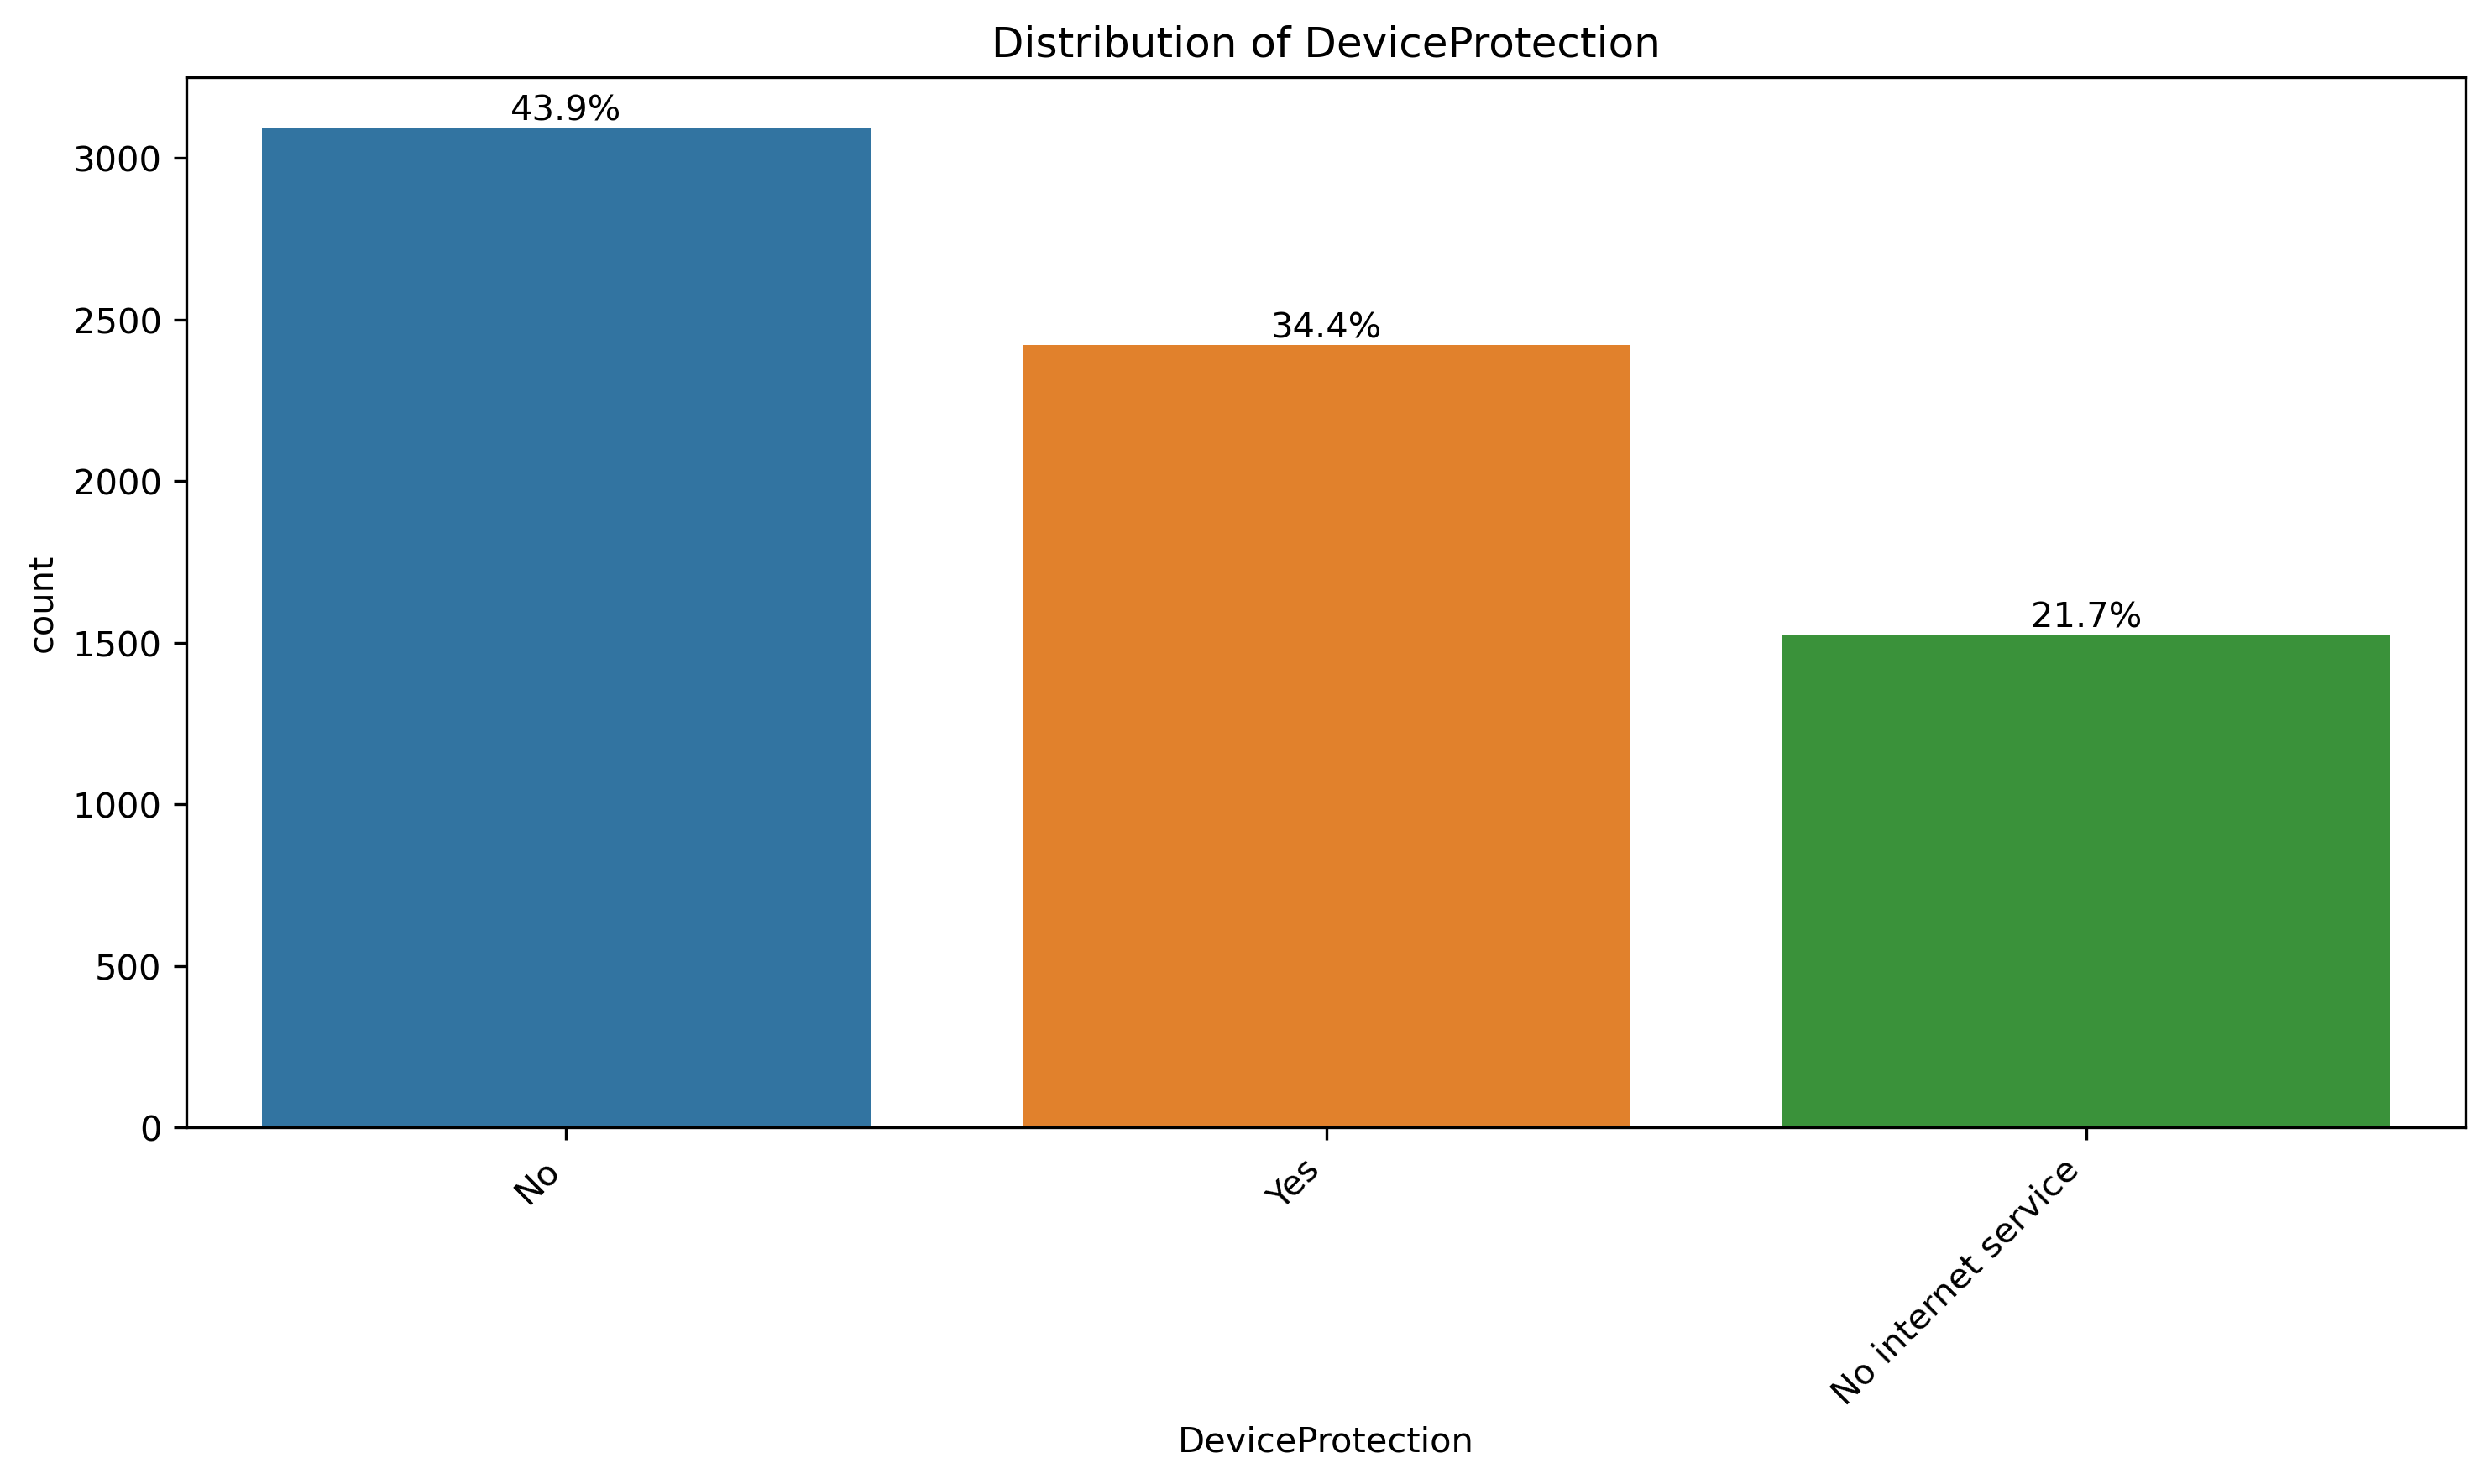 Distribution of DeviceProtection
43.9%
34.4%
21.7%
3000
2500
2000
1500
1000
500
0
count
No
Yes
No internet service
DeviceProtection